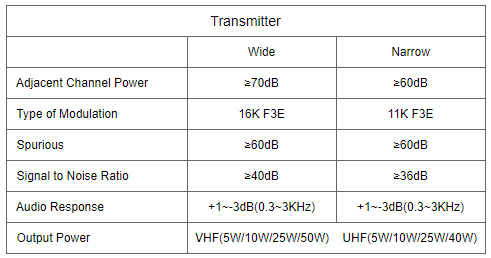 Transmitter
Wide Narrow
Adjacent Channel Power ≥70dB ≥60dB
Type of Modulation 16K F3E 11K F3E
Spurious ≥60dB ≥60dB
Signal to Noise Ratio ≥40dB ≥36dB
Audio Response +1~-3dB(0.3~3KHz) +1~-3dB(0.3~3KHz)
Output Power VHF(5W/10W/25W/50W) UHF(5W/10W/25W/40W)